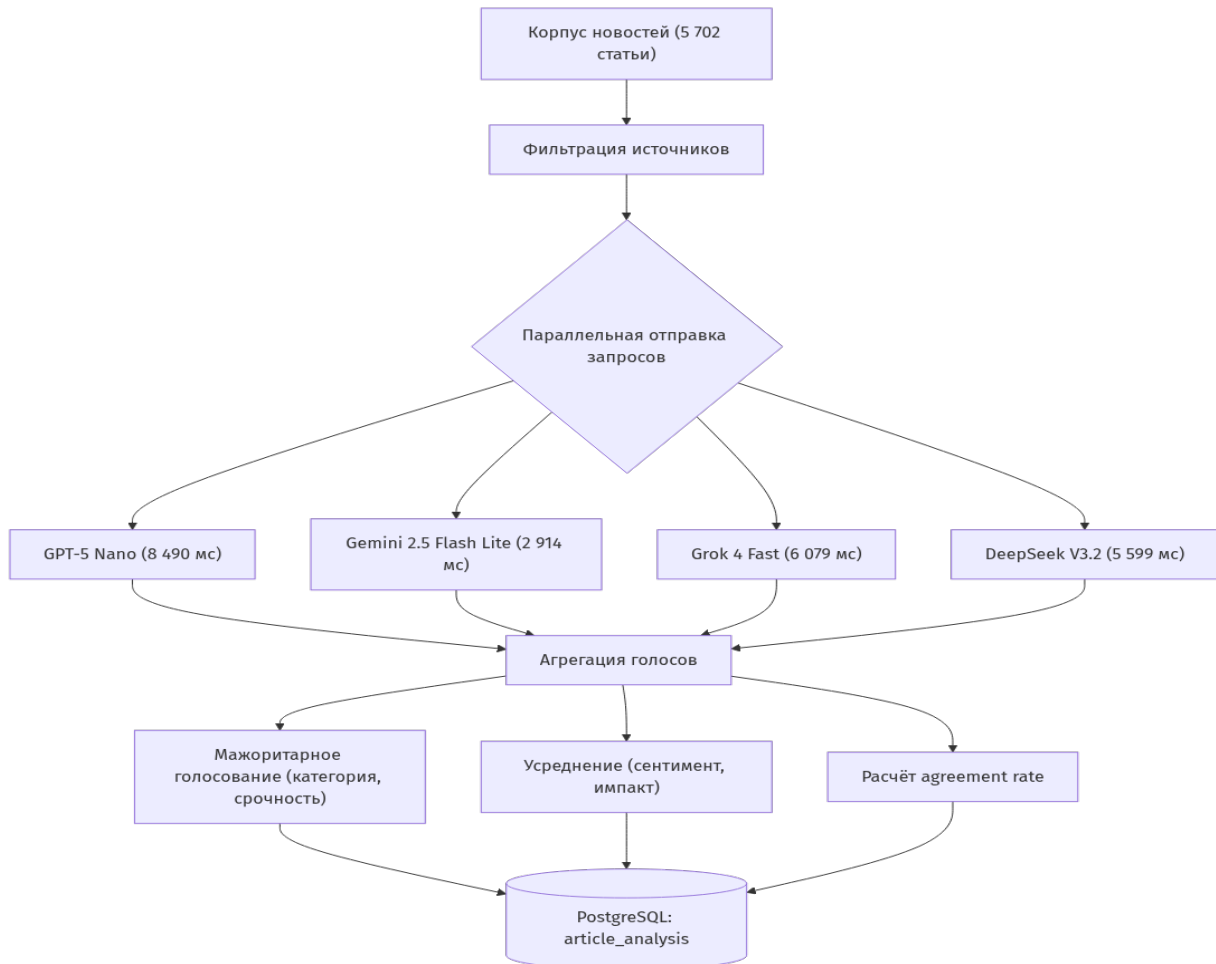 Корпус новостей (5 702
статьи)
Фильтрация источников
Параллельная отправка
запросов
GPT-5 Nano (8 490 мс)
Gemini 2.5 Flash Lite (2 914
мс)
Grok 4 Fast (6 079 мс)
DeepSeek V3.2 (5 599 мс)
Агрегация голосов
Мажоритарное
голосование (категория,
срочность)
Усреднение (сентимент,
импакт)
Расчёт agreement rate
PostgreSQL:
article_analysis